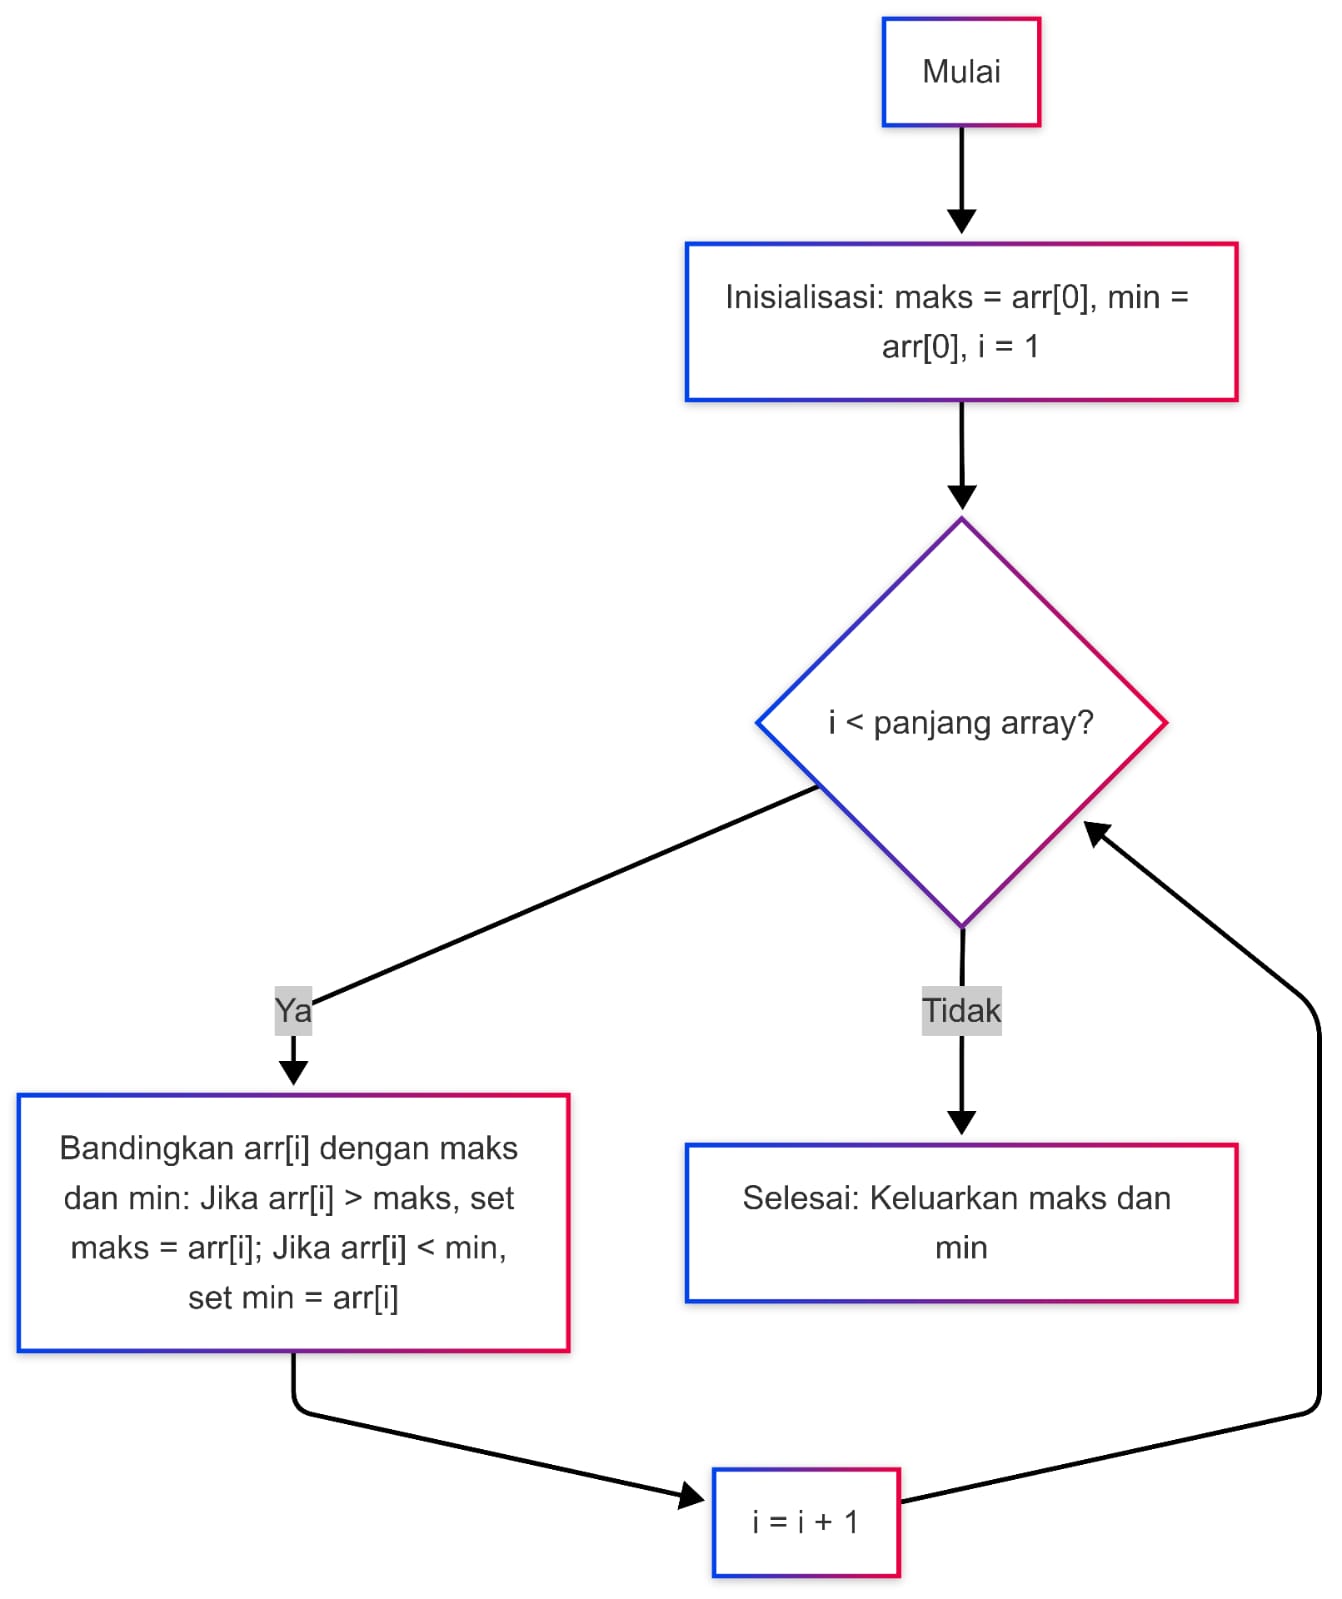 Mulai
Inisialisasi: maks = arr[0], min =
arr[0], i = 1
i < panjang array?
Ya
Tidak
Bandingkan arr[i] dengan maks
dan min: Jika arr[i] > maks, set
maks = arr[i]; Jika arr[i] < min,
set min = arr[i]
Selesai: Keluarkan maks dan
min
i = i + 1